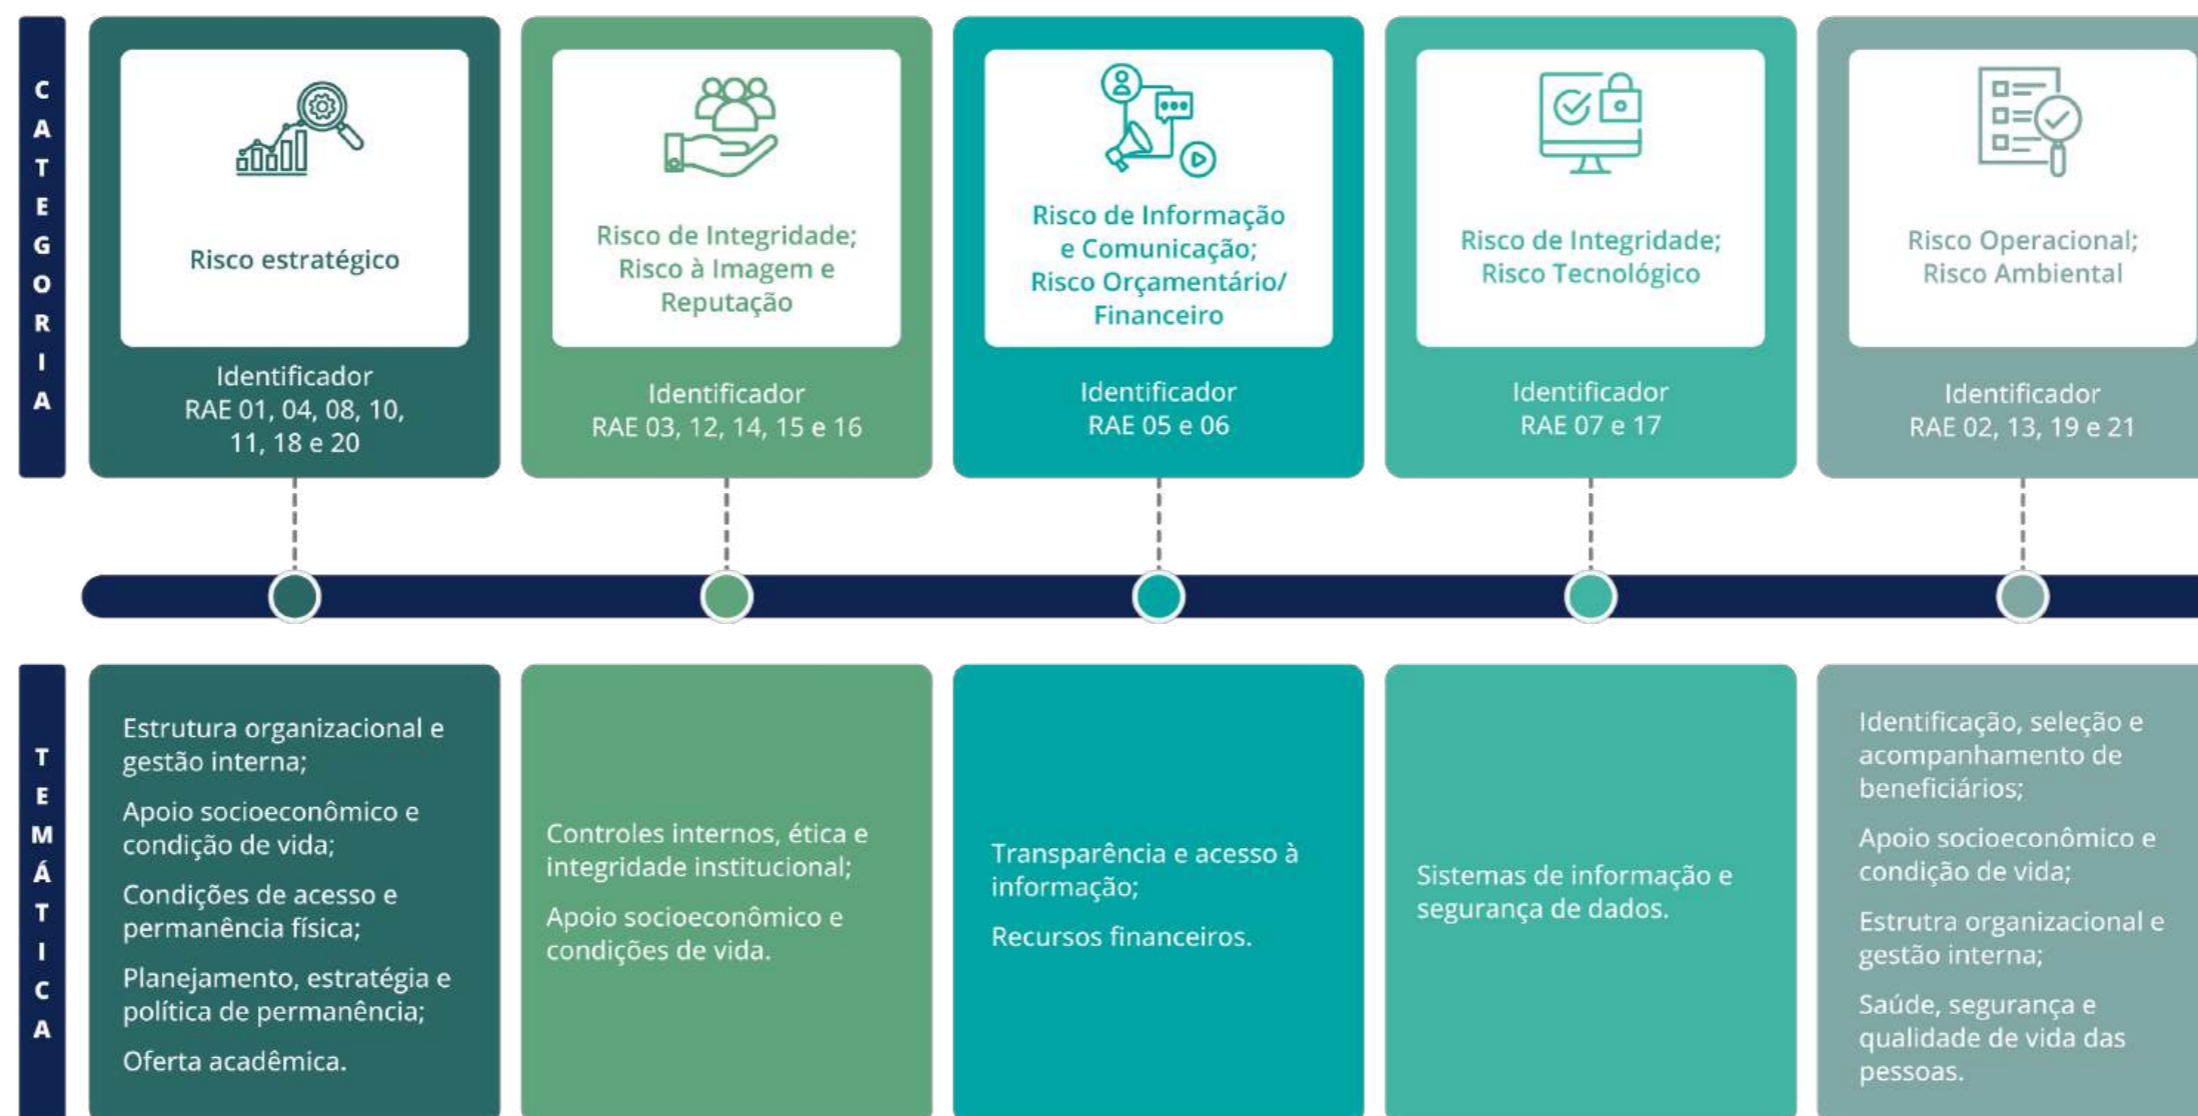 CATEGORIA
Risco estratégico
Identificador
RAE 01, 04, 08, 10,
11, 18 e 20
Risco de Integridade;
Risco à Imagem e
Reputação
Identificador
RAE 03, 12, 14, 15 e 16
Risco de Informação
e Comunicação;
Risco Orçamentário/
Financeiro
Identificador
RAE 05 e 06
Risco de Integridade;
Risco Tecnológico
Identificador
RAE 07 e 17
Risco Operacional;
Risco Ambiental
Identificador
RAE 02, 13, 19 e 21
TEMÁTICA
Estrutura organizacional e
gestão interna;
Apoio socioeconômico e
condição de vida;
Condições de acesso e
permanência física;
Planejamento, estratégia e
política de permanência;
Oferta acadêmica.
Controles internos, ética e
integridade institucional;
Apoio socioeconômico e
condições de vida.
Transparência e acesso à
informação;
Recursos financeiros.
Sistemas de informação e
segurança de dados.
Identificação, seleção e
acompanhamento de
beneficiários;
Apoio socioeconômico e
condição de vida;
Estrutra organizacional e
gestão interna;
Saúde, segurança e
qualidade de vida das
pessoas.